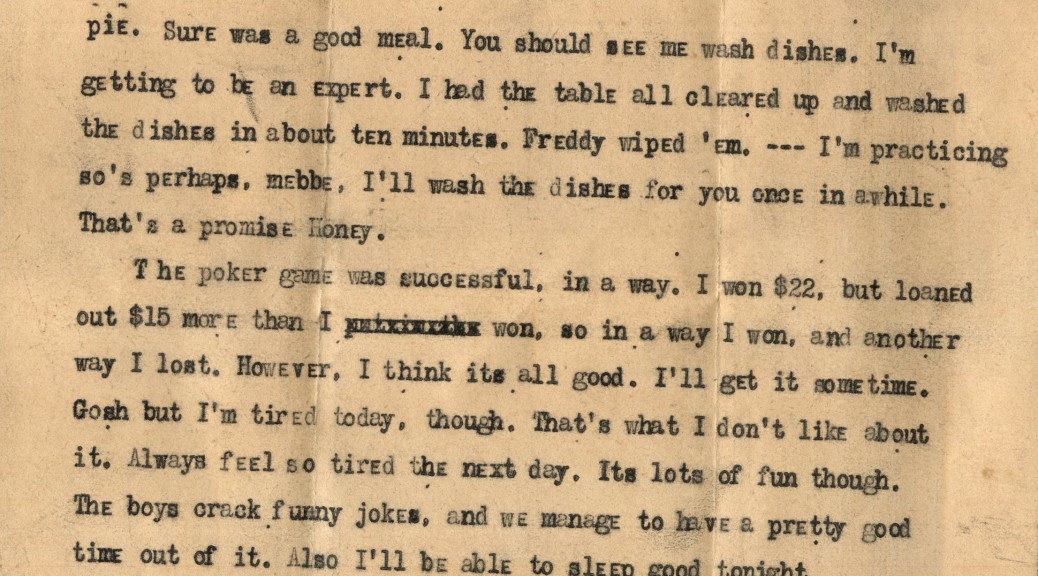 pie. Sure was a good meal. You should see me wash dishes. I'm
getting to be an expert. I had the table all cleared up and washed
the dishes in about ten minutes. Freddy wiped 'em. --- I'm practicing
so's perhaps, mebbe, I'll wash the dishes for you once in awhile.
That's a promise Honey.
The poker game was successful, in a way. I won $22, but loaned
out $15 more than I won, so in a way I won, and another
way I lost. However, I think its all good. I'll get it sometime.
Gosh but I'm tired today, though. That's what I don't like about
it. Always feel so tired the next day. Its lots of fun though.
The boys crack funny jokes, and we manage to have a pretty good
time out of it. Also I'll be able to sleep good tonight